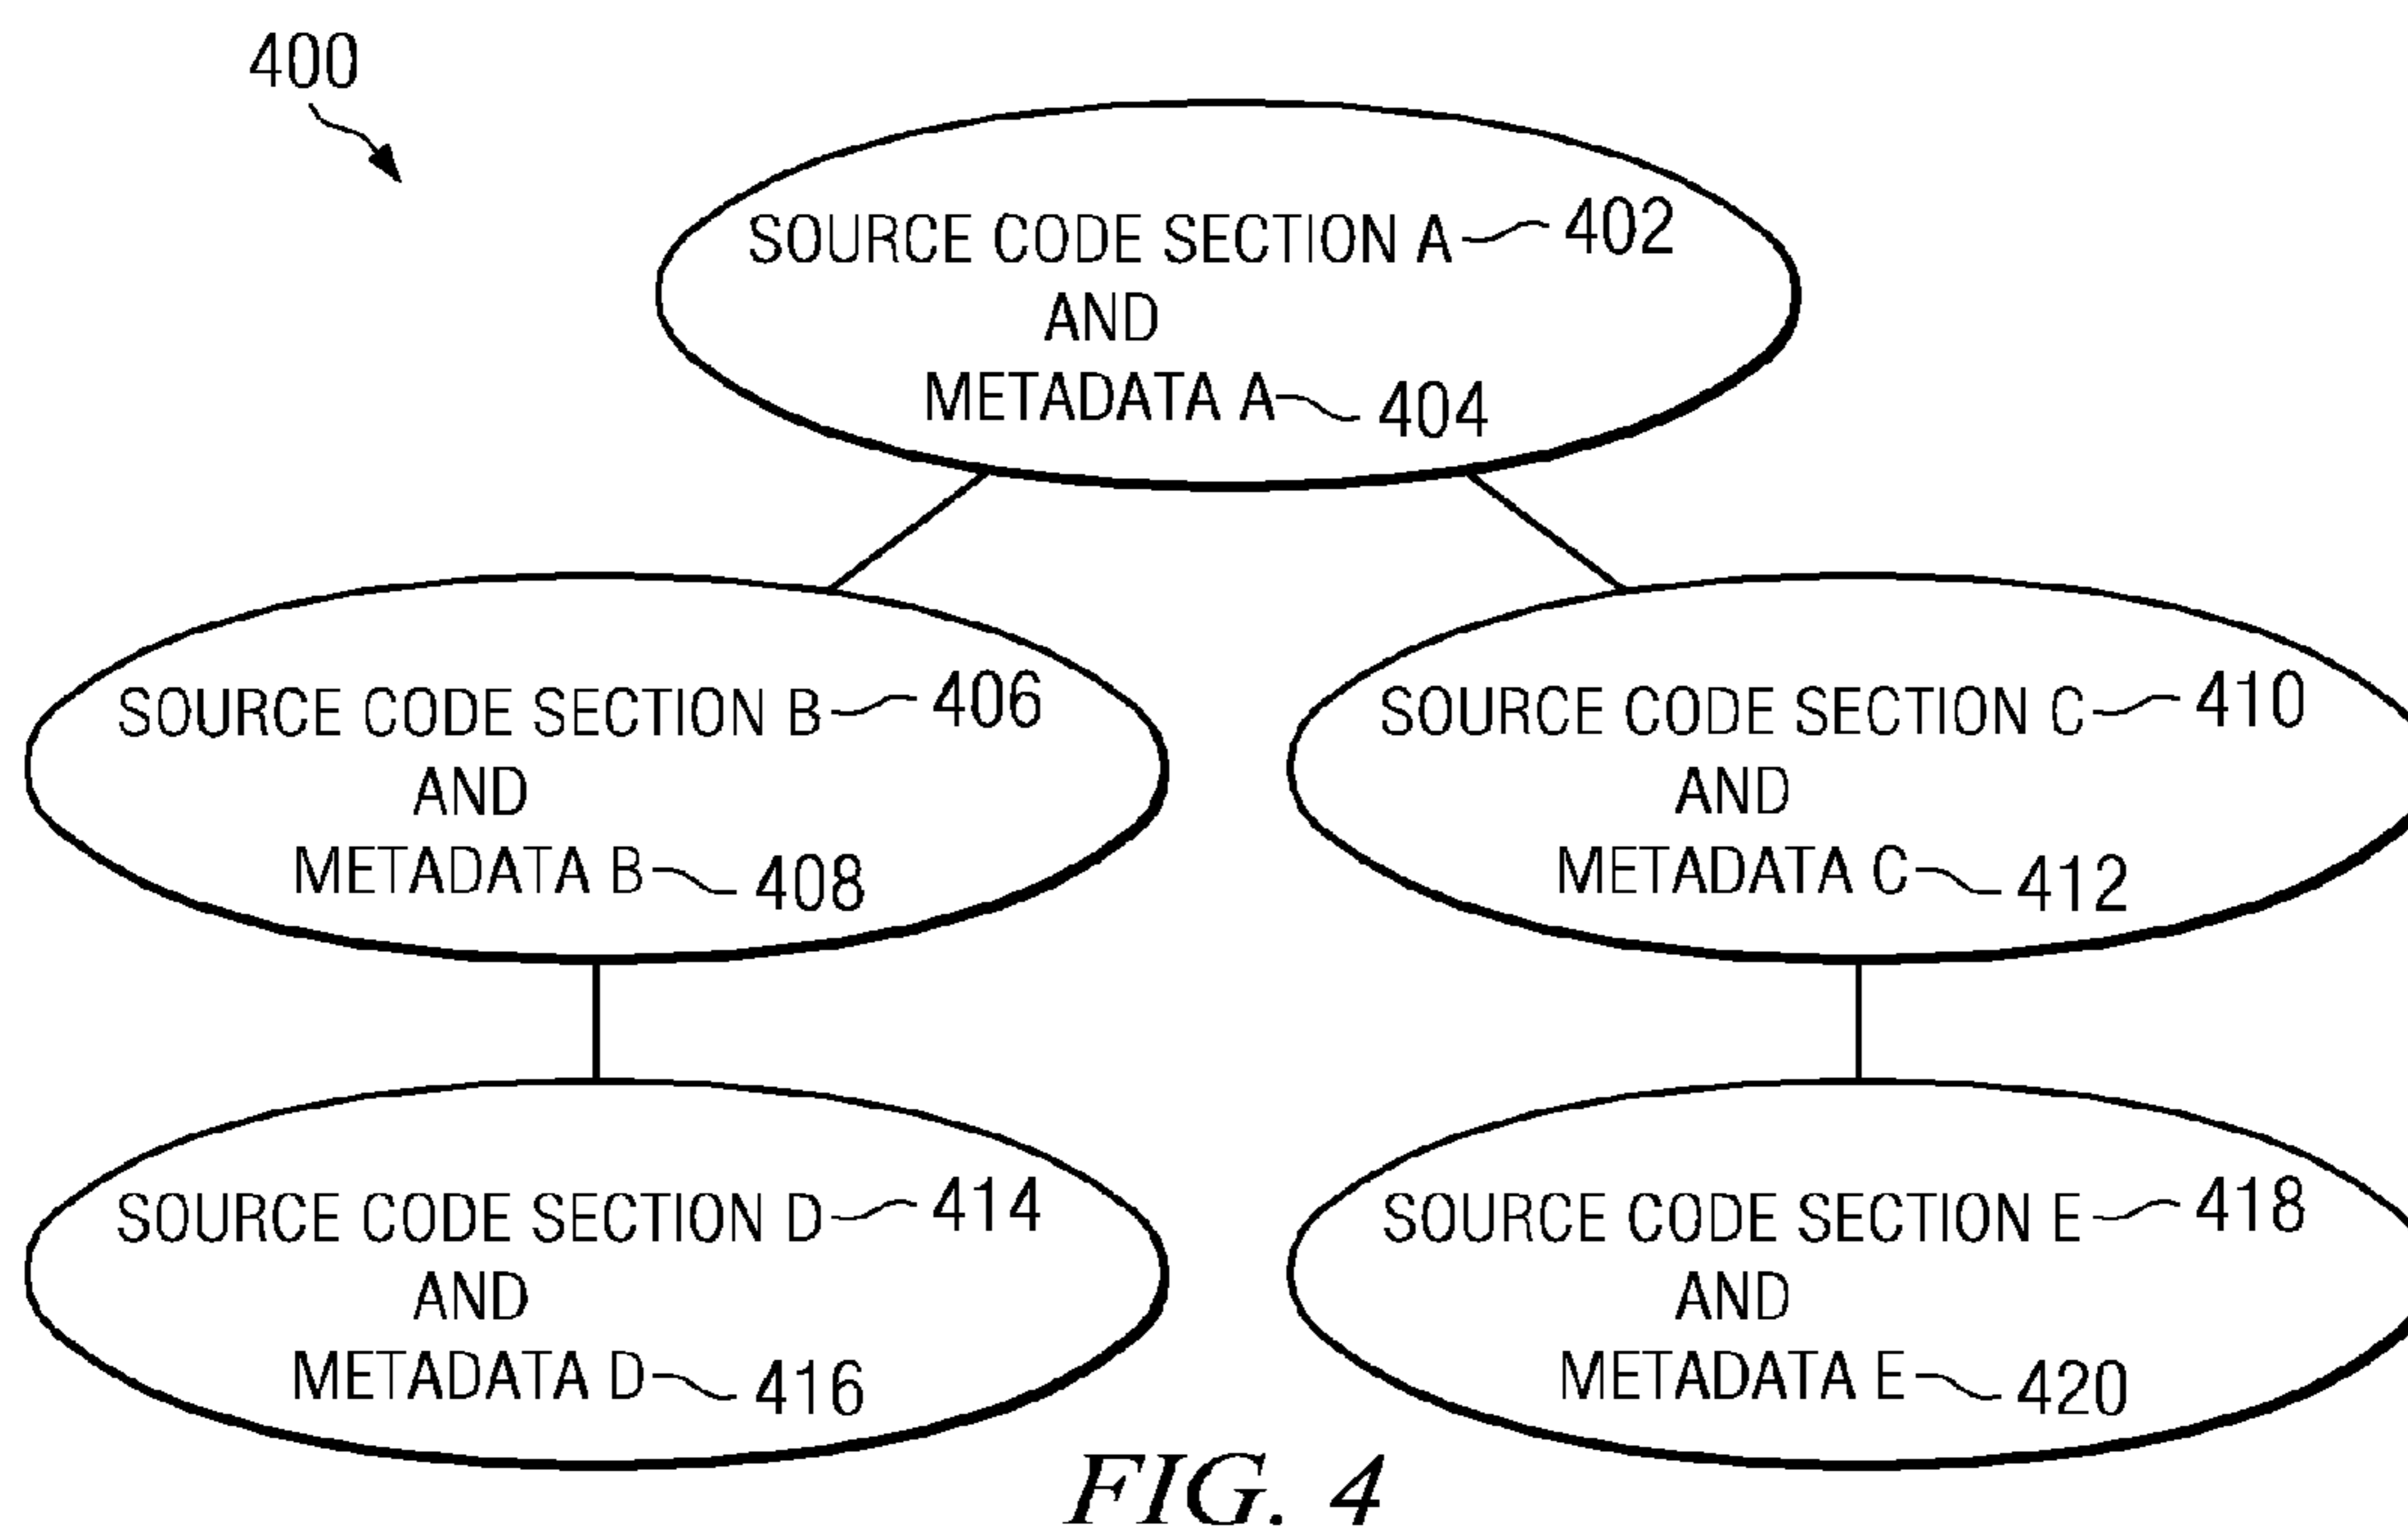 400
SOURCE CODE SECTION A 402
AND
METADATA A 404
SOURCE CODE SECTION B 406
AND
METADATA B 408
SOURCE CODE SECTION C 410
AND
METADATA C 412
SOURCE CODE SECTION D 414
AND
METADATA D 416
SOURCE CODE SECTION E 418
AND
METADATA E 420
FIG. 4